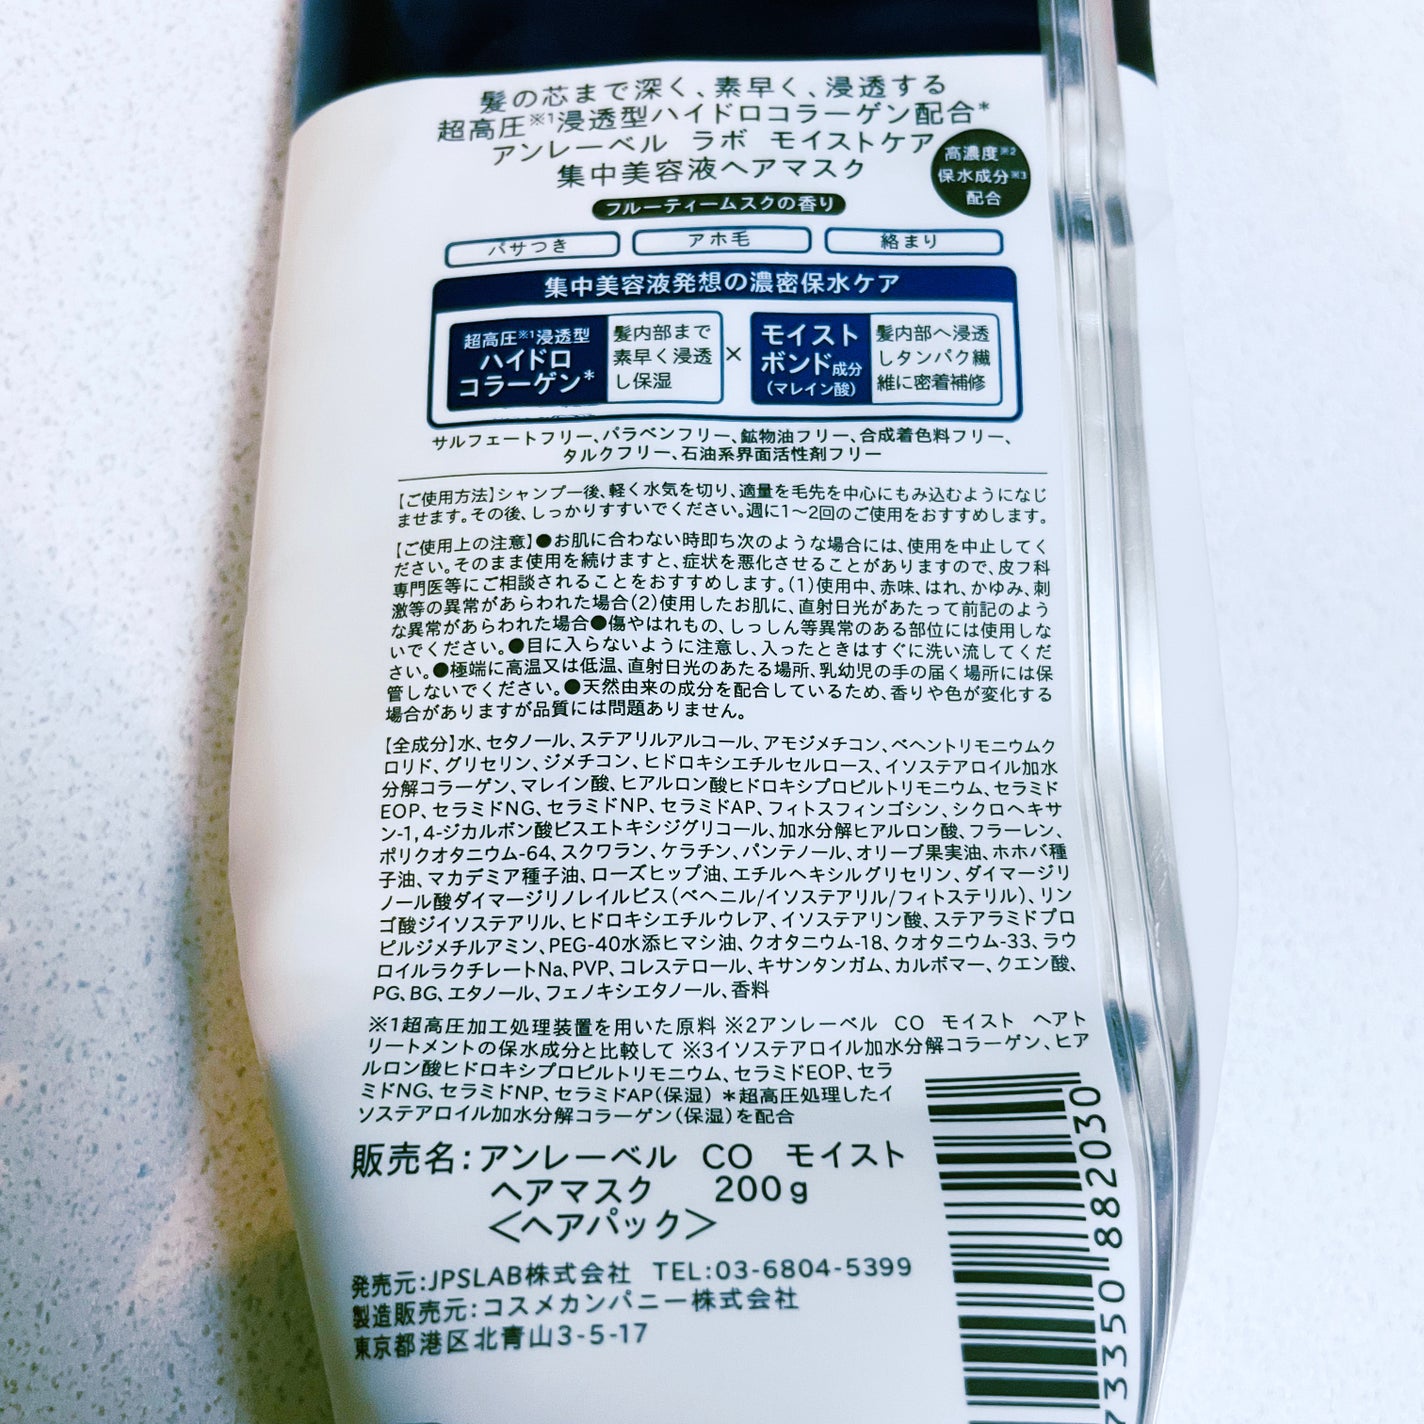 髪の芯まで深く、素早く、浸透する
超高圧※1浸透型ハイドロコラーゲン配合*
アンレーベル ラボ モイストケア
集中美容液ヘアマスク
高濃度※2
保水成分※3
配合
フルーティームスクの香り
パサつき
アホ毛
絡まり
集中美容液発想の濃密保水ケア
超高圧※1浸透型
ハイドロ
コラーゲン*
髪内部まで
素早く浸透
し保湿
×
モイスト
ボンド成分
(マレイン酸)
髪内部へ浸透
しタンパク繊
維に密着補修
サルフェートフリー、パラベンフリー、鉱物油フリー、合成着色料フリー、
タルクフリー、石油系界面活性剤フリー
【ご使用方法】シャンプー後、軽く水気を切り、適量を毛先を中心にもみ込むようになじ
ませます。その後、しっかりすすいでください。週に1〜2回のご使用をおすすめします。
【ご使用上の注意】●お肌に合わない時即ち次のような場合には、使用を中止してく
ださい。そのまま使用を続けますと、症状を悪化させることがありますので、皮フ科
専門医等にご相談されることをおすすめします。(1)使用中、赤味、はれ、かゆみ、刺
激等の異常があらわれた場合(2)使用したお肌に、直射日光があたって前記のよう
な異常があらわれた場合●傷やはれもの、しっしん等異常のある部位には使用しな
いでください。●目に入らないように注意し、入ったときはすぐに洗い流してくだ
さい。●極端に高温又は低温、直射日光のあたる場所、乳幼児の手の届く場所には保
管しないでください。●天然由来の成分を配合しているため、香りや色が変化する
場合がありますが品質には問題ありません。
【全成分】水、セタノール、ステアリルアルコール、アモジメチコン、ベヘントリモニウムク
ロリド、グリセリン、ジメチコン、ヒドロキシエチルセルロース、イソステアロイル加水
分解コラーゲン、マレイン酸、ヒアルロン酸ヒドロキシプロピルトリモニウム、セラミド
EOP、セラミドNG、セラミドNP、セラミドAP、フィトスフィンゴシン、シクロヘキサ
ン-1,4-ジカルボン酸ビスエトキシジグリコール、加水分解ヒアルロン酸、フラーレン、
ポリクオタニウム-64、スクワラン、ケラチン、パンテノール、オリーブ果実油、ホホバ種
子油、マカデミア種子油、ローズヒップ油、エチルヘキシルグリセリン、ダイマージリ
ノール酸ダイマージリノレイルビス(ベヘニル/イソステアリル/フィトステリル)、リン
ゴ酸ジイソステアリル、ヒドロキシエチルウレア、イソステアリン酸、ステアラミドプロ
ピルジメチルアミン、PEG-40水添ヒマシ油、クオタニウム-18、クオタニウム-33、ラウ
ロイルラクチレートNa、PVP、コレステロール、キサンタンガム、カルボマー、クエン酸、
PG、BG、エタノール、フェノキシエタノール、香料
※1超高圧加工処理装置を用いた原料 ※2アンレーベル CO モイスト ヘアト
リートメントの保水成分と比較して ※3イソステアロイル加水分解コラーゲン、ヒア
ルロン酸ヒドロキシプロピルトリモニウム、セラミドEOP、セラ
ミドNG、セラミドNP、セラミドAP(保湿) *超高圧処理したイ
ソステアロイル加水分解コラーゲン(保湿)を配合
販売名:アンレーベル CO モイスト
ヘアマスク 200g
<ヘアパック>
発売元:JPSLAB株式会社 TEL:03-6804-5399
製造販売元:コスメカンパニー株式会社
東京都港区北青山3-5-17
73350 882030